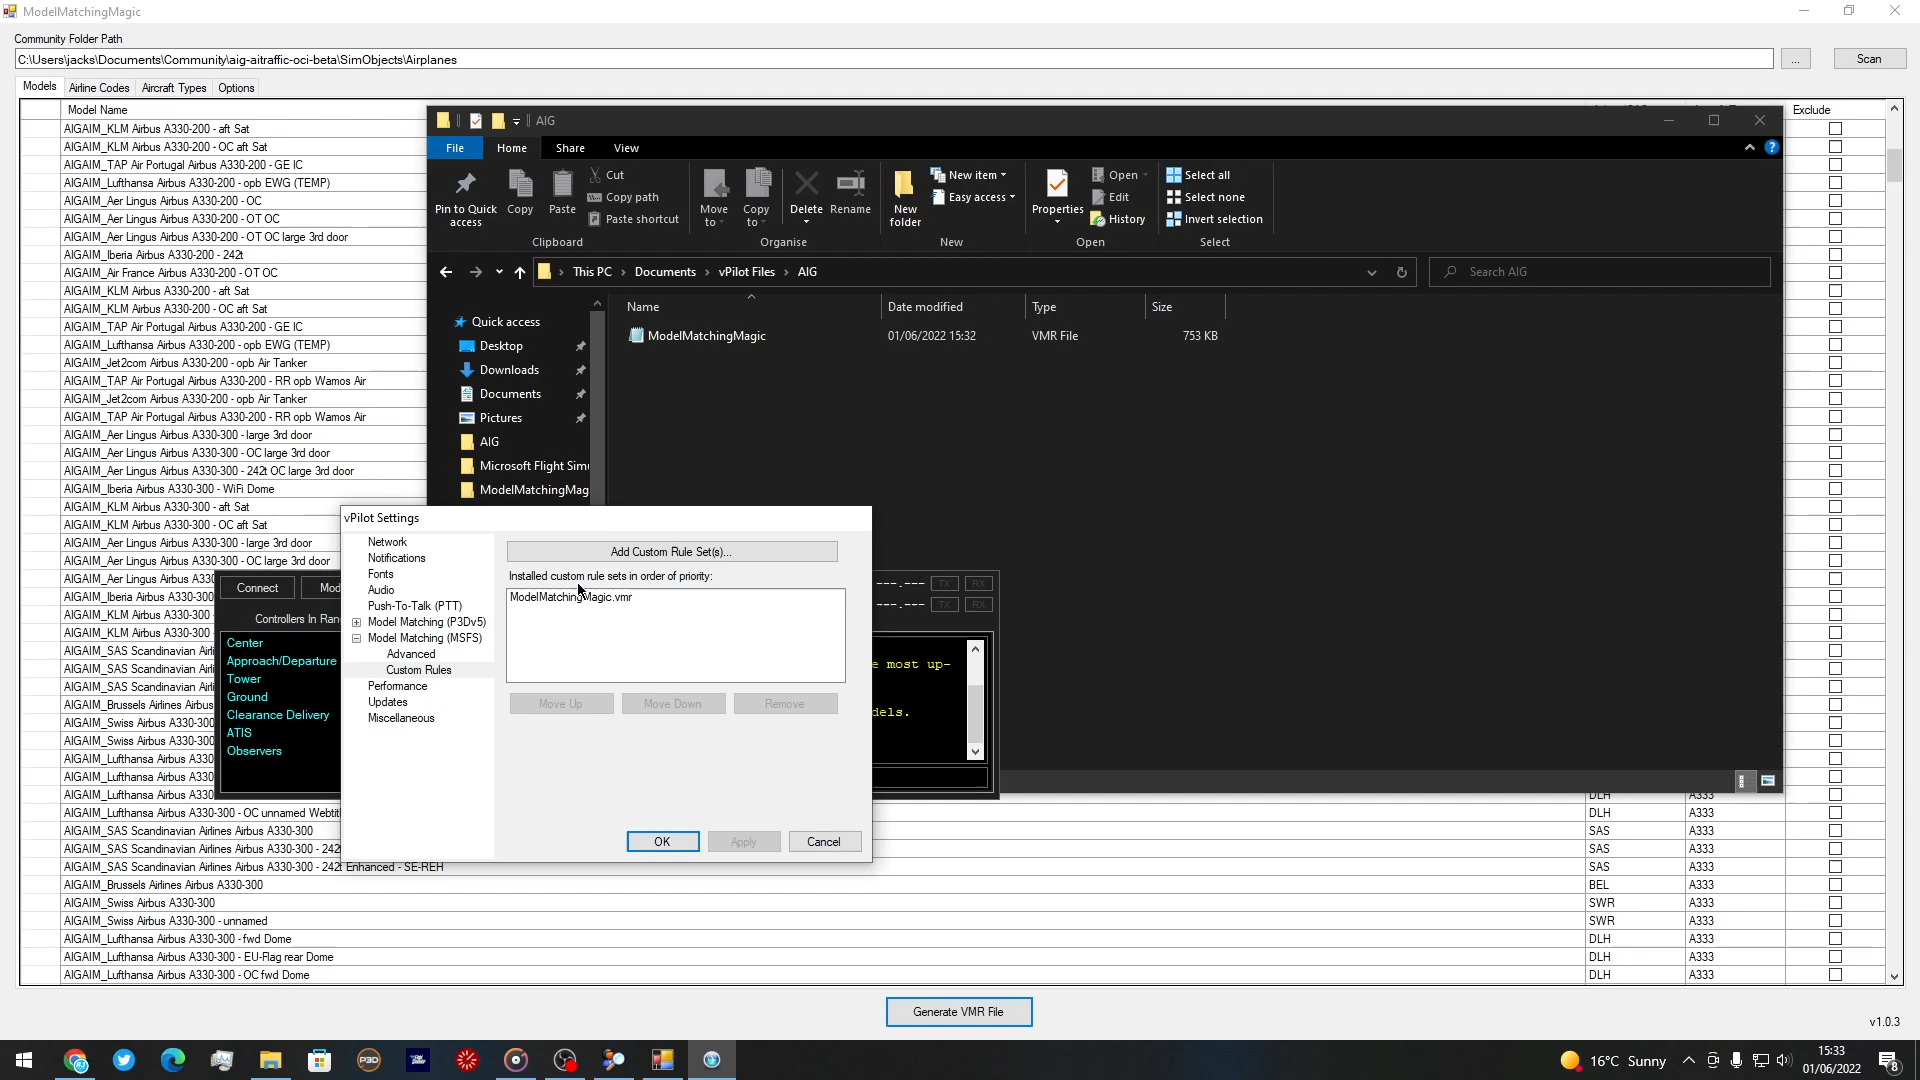 ModelMatchingMagic
Community Folder Path
C:\Users\jacks\Documents\Community\aig-aitraffic-oci-beta\SimObjects\Airplanes
...
Scan
Models
Airline Codes
Aircraft Types
Options
Model Name
Exclude
AIGAIM_KLM Airbus A330-200 - aft Sat
AIGAIM_KLM Airbus A330-200 - OC aft Sat
AIGAIM_TAP Air Portugal Airbus A330-200 - GE IC
AIGAIM_Lufthansa Airbus A330-200 - opb EWG (TEMP)
AIGAIM_Aer Lingus Airbus A330-200 - OC
AIGAIM_Aer Lingus Airbus A330-200 - OT OC
AIGAIM_Aer Lingus Airbus A330-200 - OT OC large 3rd door
AIGAIM_Iberia Airbus A330-200 - 242t
AIGAIM_Air France Airbus A330-200 - OT OC
AIGAIM_KLM Airbus A330-200 - aft Sat
AIGAIM_KLM Airbus A330-200 - OC aft Sat
AIGAIM_TAP Air Portugal Airbus A330-200 - GE IC
AIGAIM_Lufthansa Airbus A330-200 - opb EWG (TEMP)
AIGAIM_Jet2com Airbus A330-200 - opb Air Tanker
AIGAIM_TAP Air Portugal Airbus A330-200 - RR opb Wamos Air
AIGAIM_Jet2com Airbus A330-200 - opb Air Tanker
AIGAIM_TAP Air Portugal Airbus A330-200 - RR opb Wamos Air
AIGAIM_Aer Lingus Airbus A330-300 - large 3rd door
AIGAIM_Aer Lingus Airbus A330-300 - OC large 3rd door
AIGAIM_Aer Lingus Airbus A330-300 - 242t OC large 3rd door
AIGAIM_Iberia Airbus A330-300 - WiFi Dome
AIGAIM_KLM Airbus A330-300 - aft Sat
AIGAIM_KLM Airbus A330-300 - OC aft Sat
AIGAIM_Aer Lingus Airbus A330-300 - large 3rd door
AIGAIM_Aer Lingus Airbus A330-300 - OC large 3rd door
AIGAIM_Aer Lingus Airbus A330
AIGAIM_Iberia Airbus A330-300
AIGAIM_KLM Airbus A330-300
AIGAIM_KLM Airbus A330-300
AIGAIM_SAS Scandinavian Airli
AIGAIM_SAS Scandinavian Airli
AIGAIM_Brussels Airlines Airbus
AIGAIM_Swiss Airbus A330-300
AIGAIM_Swiss Airbus A330-300
AIGAIM_Lufthansa Airbus A330
AIGAIM_Lufthansa Airbus A330
AIGAIM_Lufthansa Airbus A330 DLH A333
AIGAIM_Lufthansa Airbus A330-300 - OC unnamed Webtit DLH A333
AIGAIM_SAS Scandinavian Airlines Airbus A330-300 SAS A333
AIGAIM_SAS Scandinavian Airlines Airbus A330-300 - 242t SAS A333
AIGAIM_SAS Scandinavian Airlines Airbus A330-300 - 242t Enhanced - SE-REH SAS A333
AIGAIM_Brussels Airlines Airbus A330-300 BEL A333
AIGAIM_Swiss Airbus A330-300 SWR A333
AIGAIM_Swiss Airbus A330-300 - unnamed SWR A333
AIGAIM_Lufthansa Airbus A330-300 - fwd Dome DLH A333
AIGAIM_Lufthansa Airbus A330-300 - EU-Flag rear Dome DLH A333
AIGAIM_Lufthansa Airbus A330-300 - OC fwd Dome DLH A333
Generate VMR File
v1.0.3
AIG
File
Home
Share
View
Pin to Quick access
Copy
Paste
Cut
Copy path
Paste shortcut
Clipboard
Move to
Copy to
Delete
Rename
Organise
New folder
New item
Easy access
New
Properties
Open
Edit
History
Open
Select all
Select none
Invert selection
Select
This PC
Documents
vPilot Files
AIG
Search AIG
Name
Date modified
Type
Size
ModelMatchingMagic 01/06/2022 15:32 VMR File 753 KB
Quick access
Desktop
Downloads
Documents
Pictures
AIG
Microsoft Flight Simu
ModelMatchingMag
vPilot Settings
Network
Notifications
Fonts
Audio
Push-To-Talk (PTT)
Model Matching (P3Dv5)
Model Matching (MSFS)
Advanced
Custom Rules
Performance
Updates
Miscellaneous
Add Custom Rule Set(s)...
Installed custom rule sets in order of priority:
ModelMatchingMagic.vmr
Move Up
Move Down
Remove
OK
Apply
Cancel
Connect
Mod
Controllers In Ran
Center
Approach/Departure
Tower
Ground
Clearance Delivery
ATIS
Observers
---.---
TX
RX
---.---
TX
RX
e most up-
dels.
P3D
16°C Sunny
15:33
01/06/2022
8